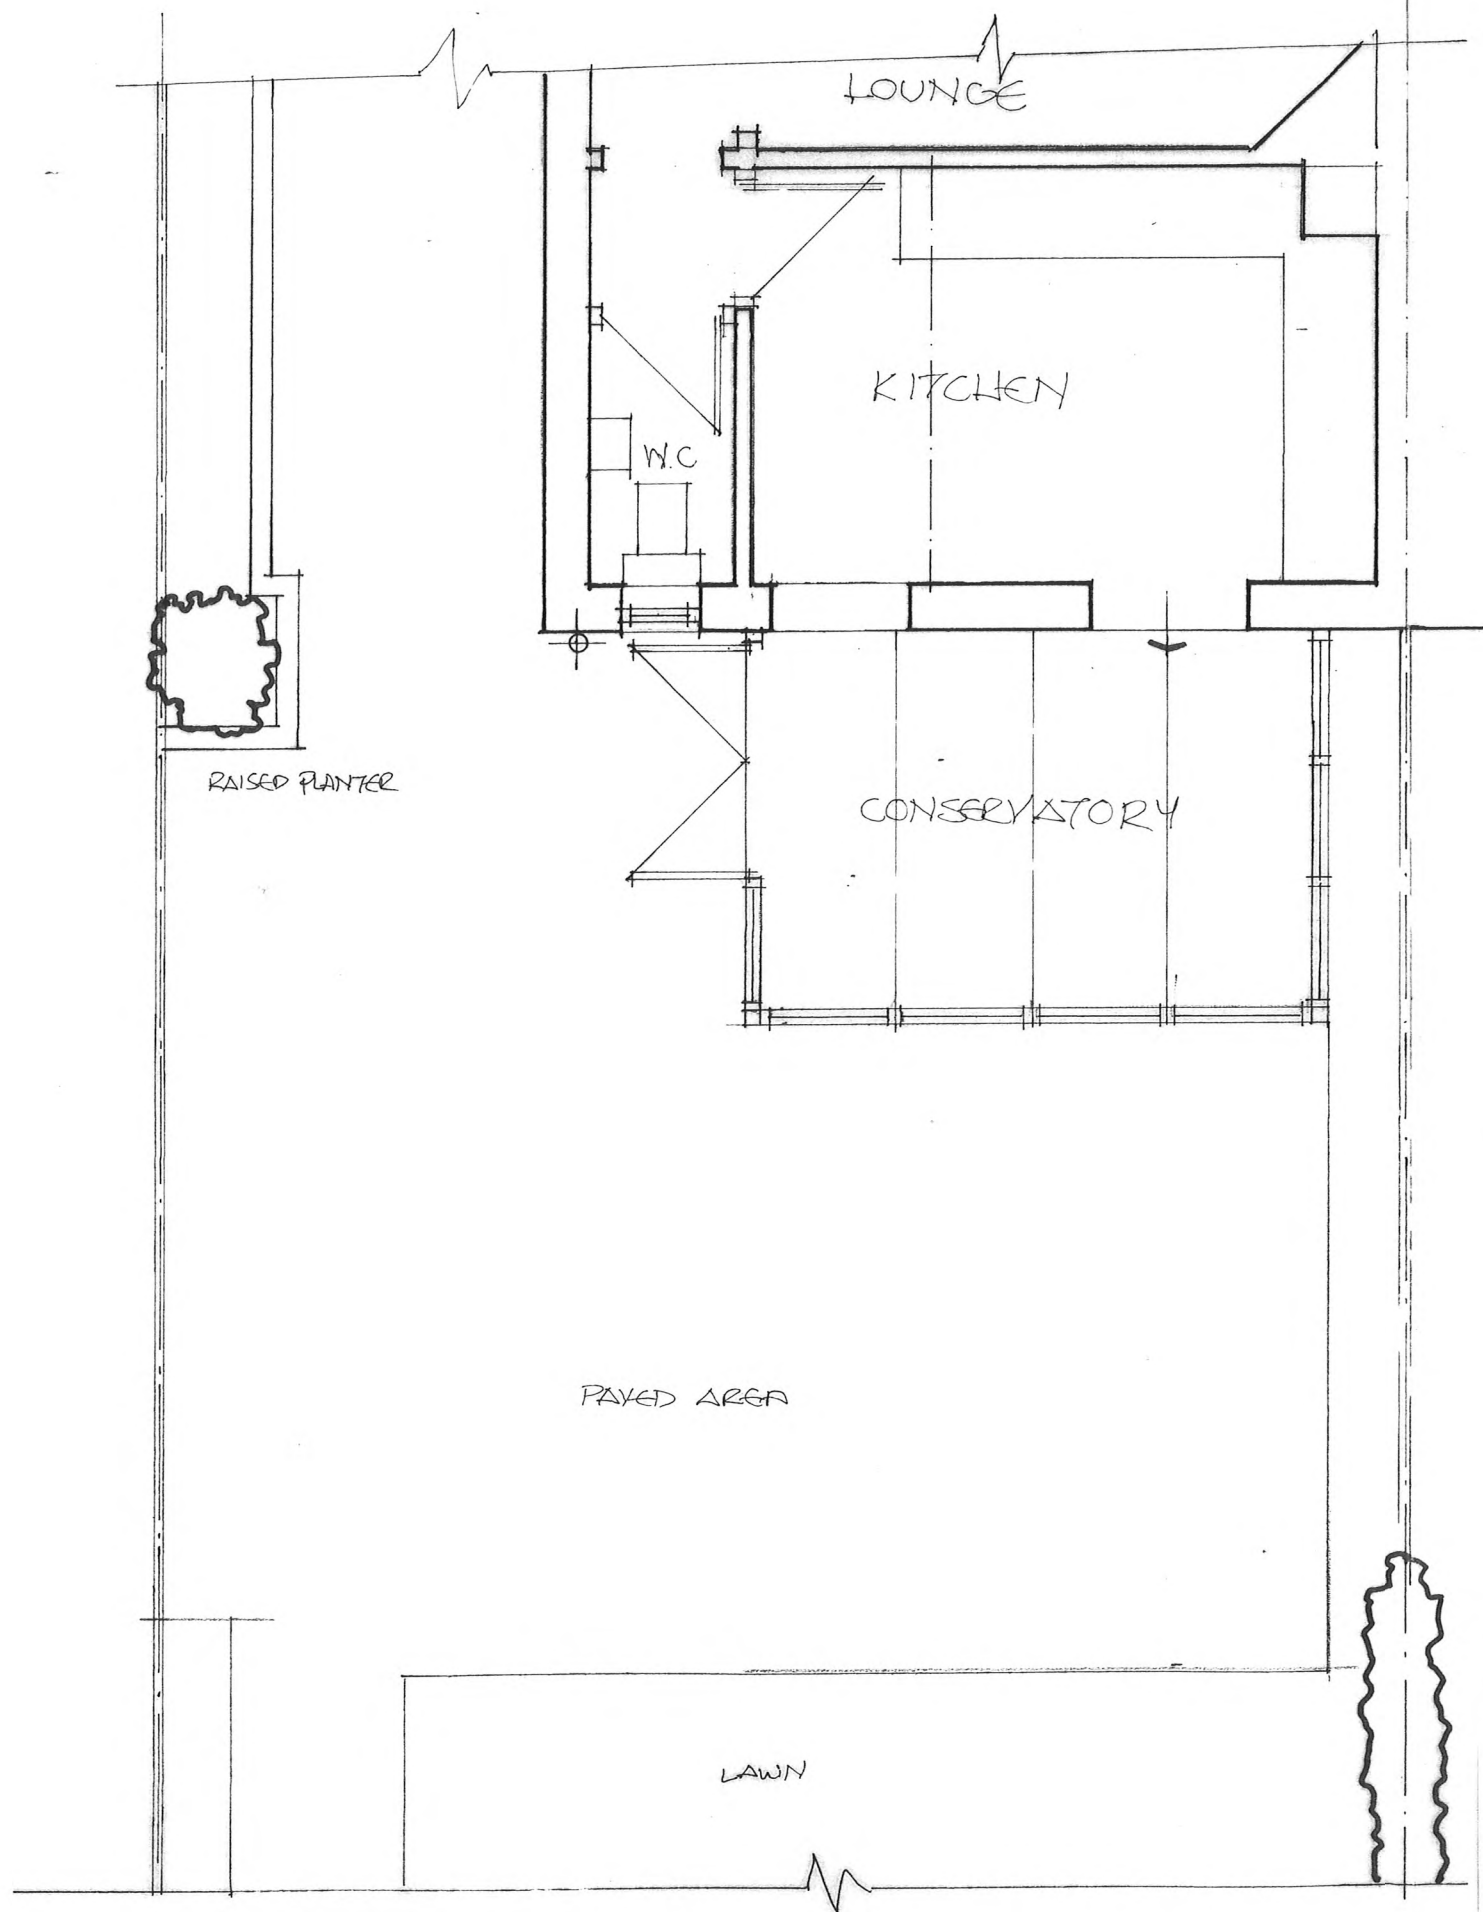 LOUNGE
KITCHEN
W.C
RAISED PLANTER
CONSERVATORY
PAVED AREA
LAWN